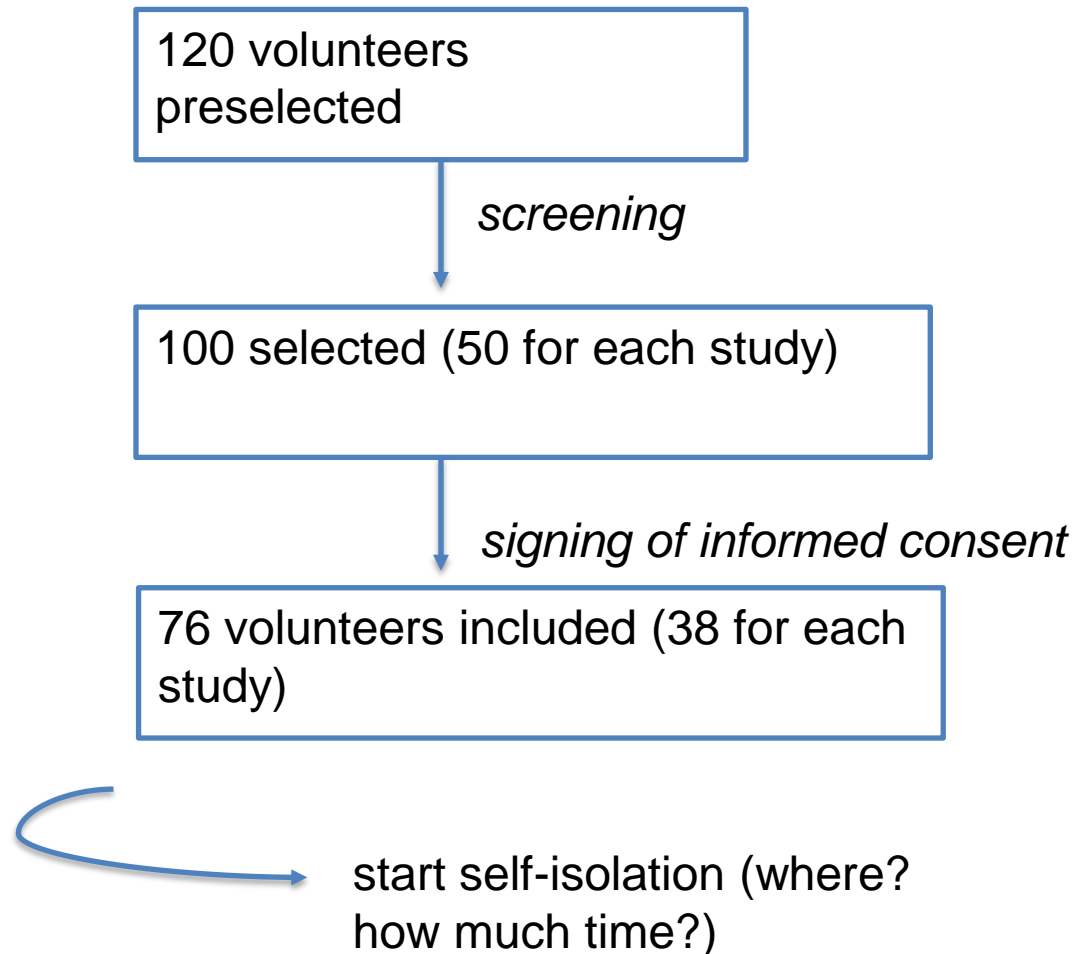 120 volunteers
preselected
screening
100 selected (50 for each study)
signing of informed consent
76 volunteers included (38 for each
study)
start self-isolation (where?
how much time?)